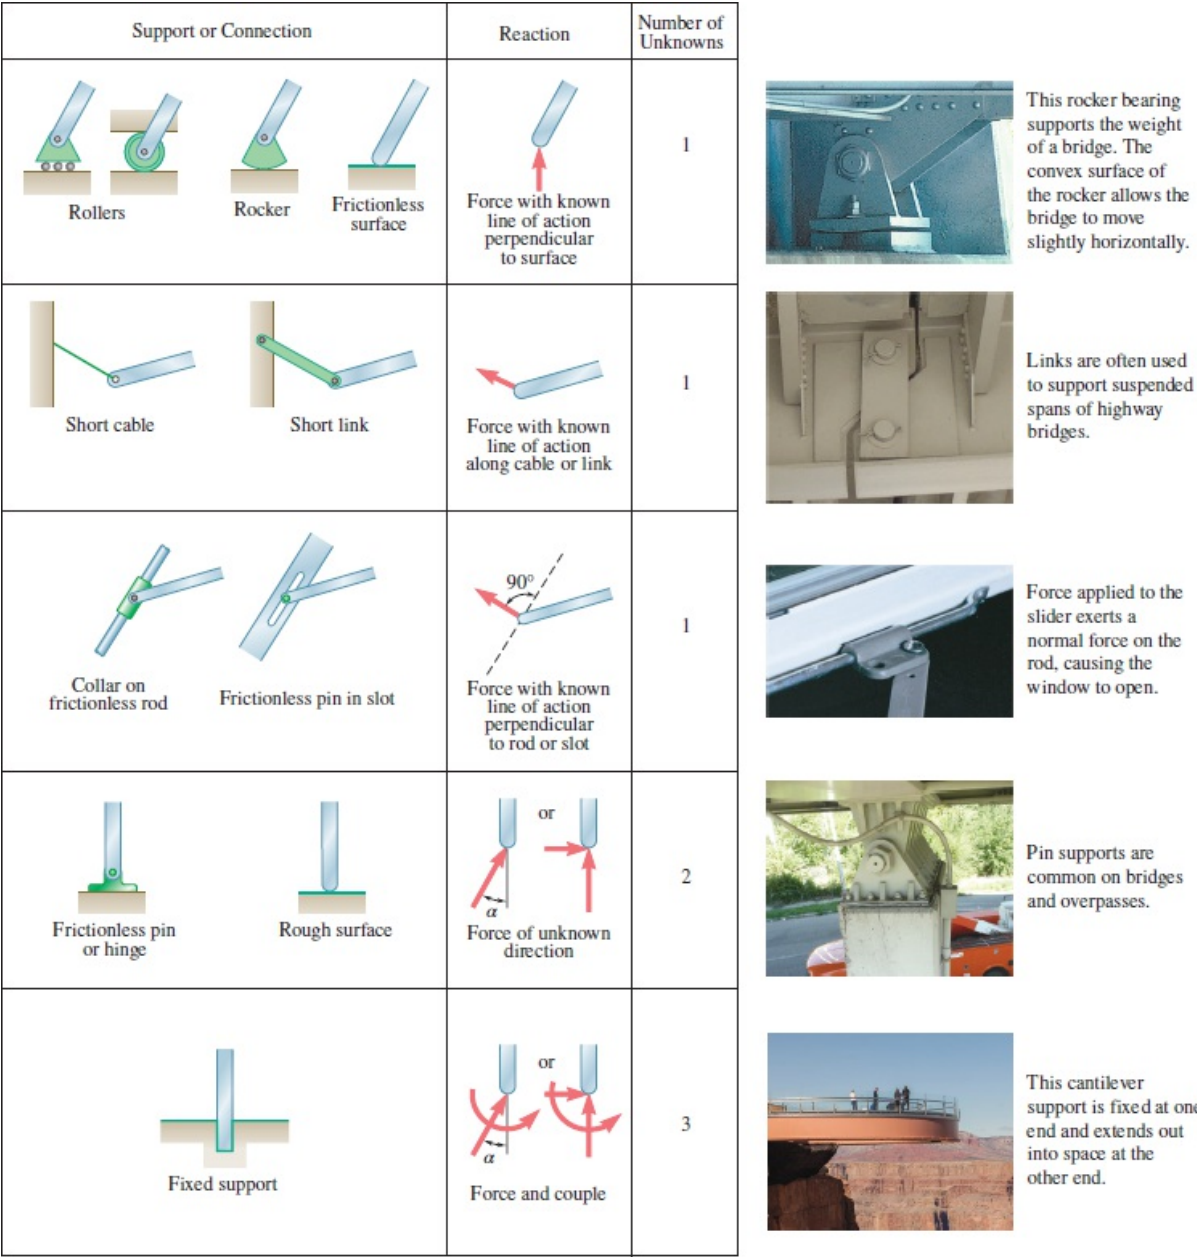 Support or Connection
Reaction
Number of
Unknowns
Rollers
Rocker
Frictionless
surface
Force with known
line of action
perpendicular
to surface
1
This rocker bearing
supports the weight
of a bridge. The
convex surface of
the rocker allows the
bridge to move
slightly horizontally.
Short cable
Short link
Force with known
line of action
along cable or link
1
Links are often used
to support suspended
spans of highway
bridges.
Collar on
frictionless rod
Frictionless pin in slot
90°
Force with known
line of action
perpendicular
to rod or slot
1
Force applied to the
slider exerts a
normal force on the
rod, causing the
window to open.
Frictionless pin
or hinge
Rough surface
or
α
Force of unknown
direction
2
Pin supports are
common on bridges
and overpasses.
Fixed support
or
α
Force and couple
3
This cantilever
support is fixed at one
end and extends out
into space at the
other end.